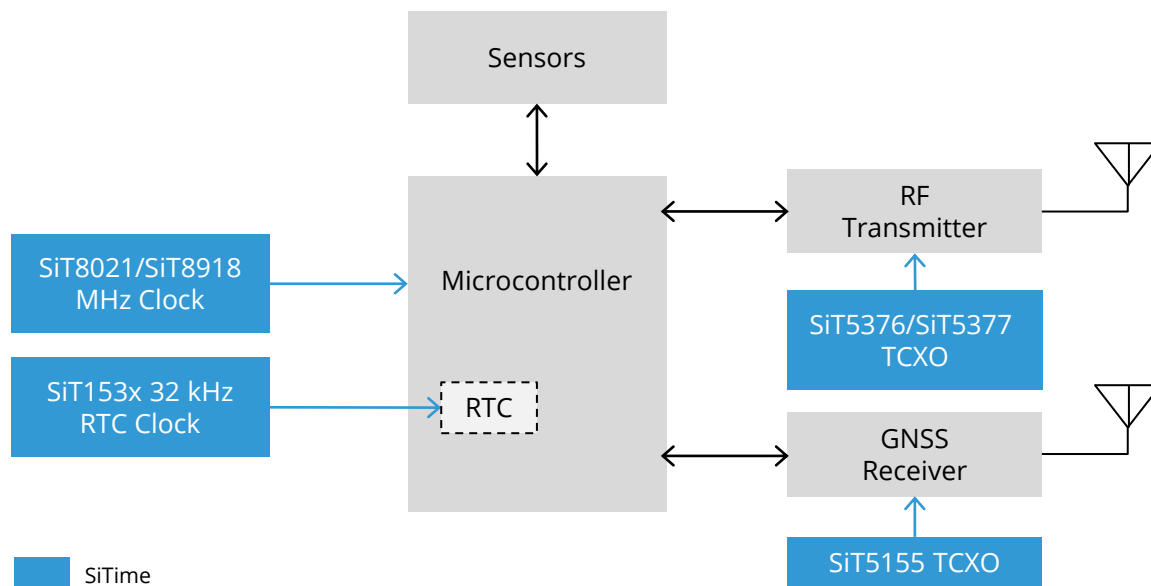 Sensors
RF
Transmitter
SiT8021/SiT8918
MHz Clock
Microcontroller
SiT5376/SiT5377
TCXO
SiT153x 32 kHz
RTC Clock
RTC
GNSS
Receiver
SiT5155 TCXO
SiTime